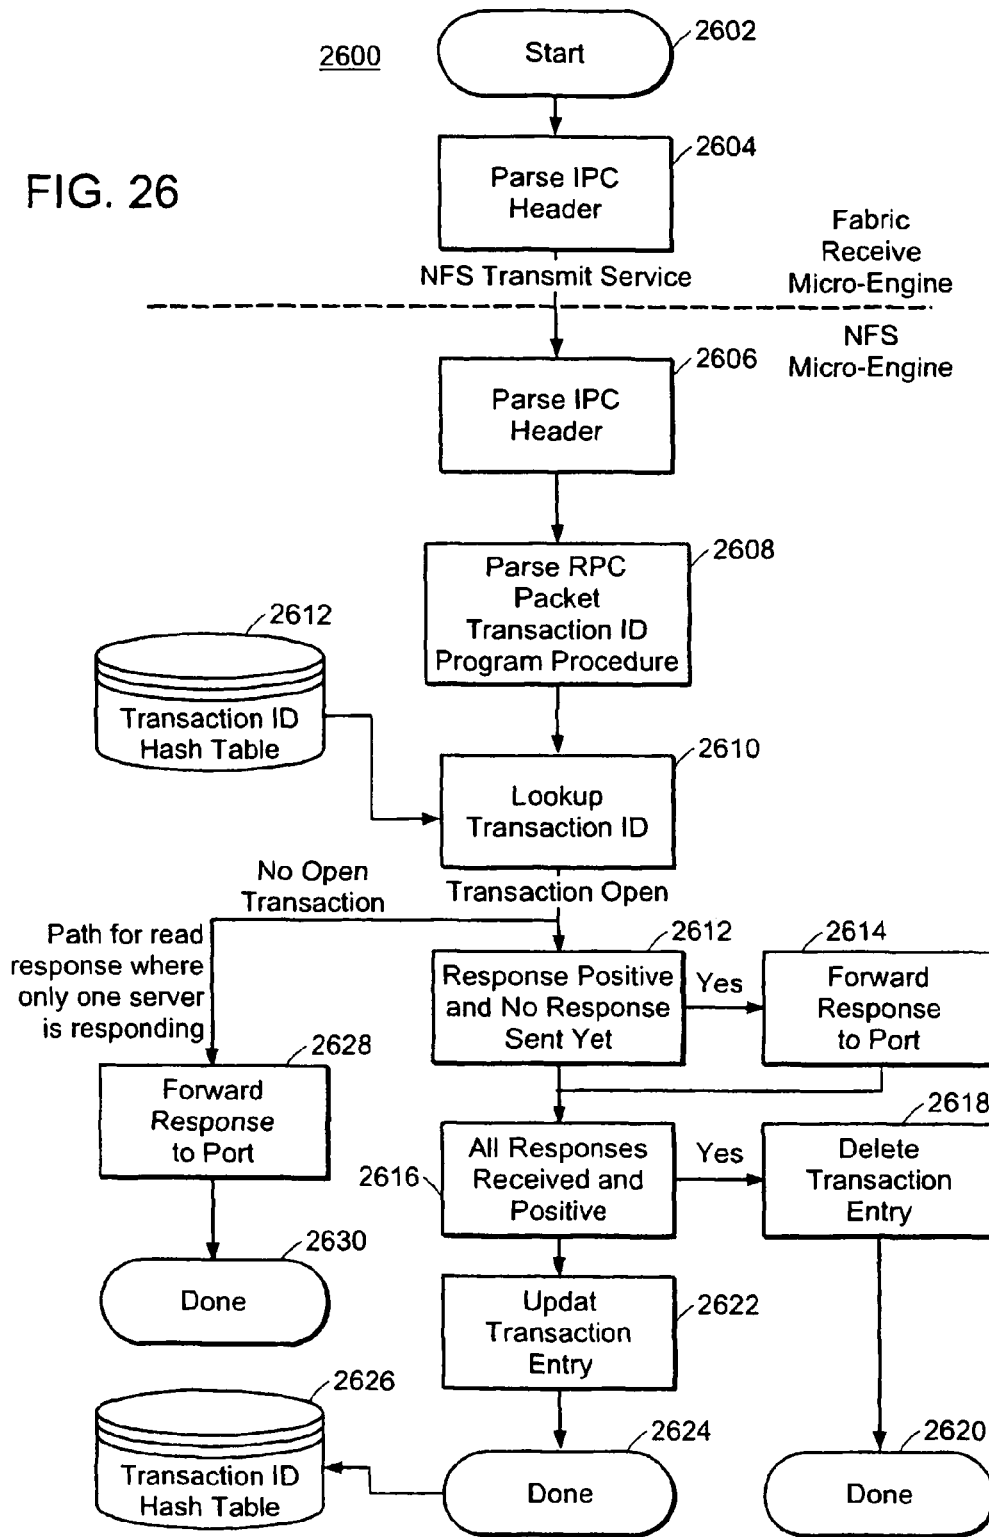 2602
Start
2600
2604
Parse IPC
Header
FIG. 26
Fabric
Receive
Micro-Engine
NFS Transmit Service
NFS
Micro-Engine
2606
Parse IPC
Header
2608
Parse RPC
Packet
Transaction ID
Program Procedure
2612
Transaction ID
Hash Table
2610
Lookup
Transaction ID
No Open
Transaction
Transaction Open
Path for read
response where
only one server
is responding
2612
Response Positive
and No Response
Sent Yet
Yes
2614
Forward
Response
to Port
2628
Forward
Response
to Port
2616
All Responses
Received and
Positive
Yes
2618
Delete
Transaction
Entry
2630
Done
2622
Updat
Transaction
Entry
2626
Transaction ID
Hash Table
2624
Done
2620
Done